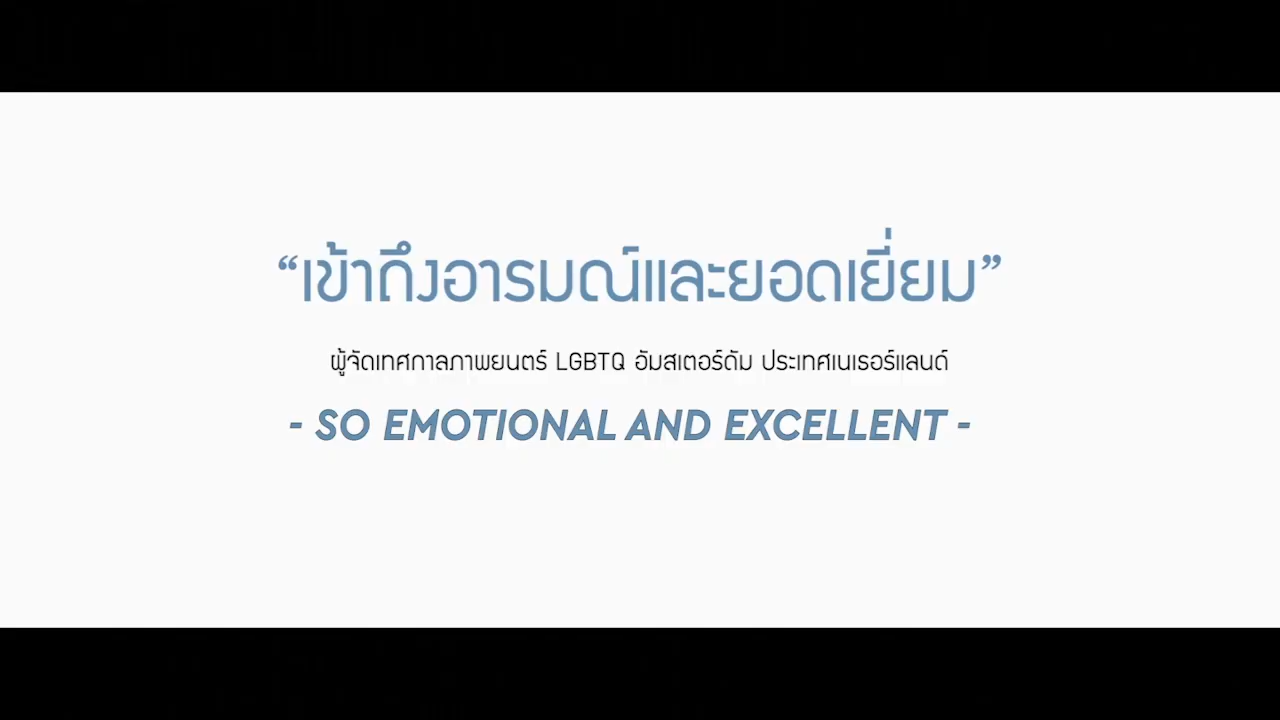 “เข้าถึงอารมณ์และยอดเยี่ยม”
ผู้จัดเทศกาลภาพยนตร์ LGBTQ อัมสเตอร์ดัม ประเทศเนเธอร์แลนด์
- SO EMOTIONAL AND EXCELLENT -